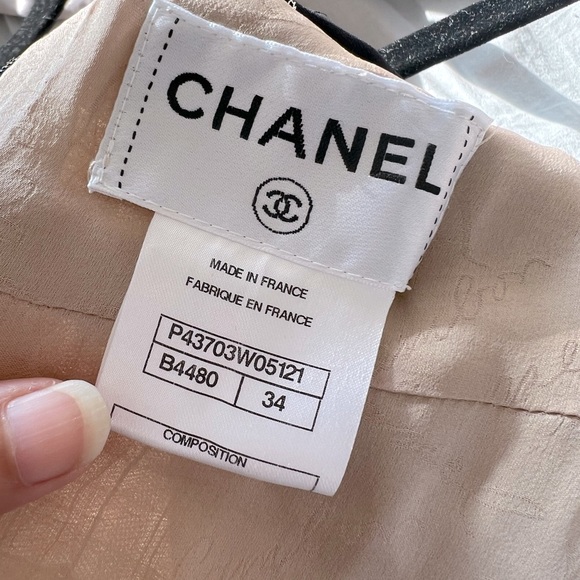 CHANEL
MADE IN FRANCE
FABRIQUE EN FRANCE
P43703W05121
B4480 34
COMPOSITION